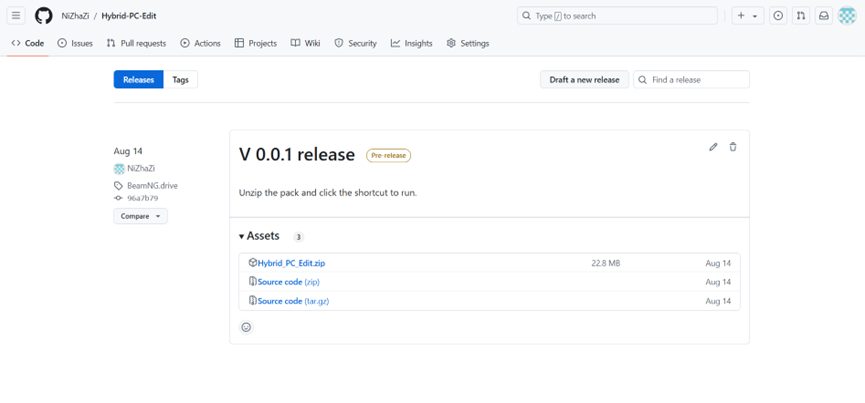 NiZhaZi / Hybrid-PC-Edit
Type / to search
Code Issues Pull requests Actions Projects Wiki Security Insights Settings
Releases Tags
Draft a new release
Find a release
Aug 14
NiZhaZi
BeamNG.drive
96a7b79
Compare
V 0.0.1 release Pre-release
Unzip the pack and click the shortcut to run.
Assets 3
Hybrid_PC_Edit.zip 22.8 MB Aug 14
Source code (zip) Aug 14
Source code (tar.gz) Aug 14